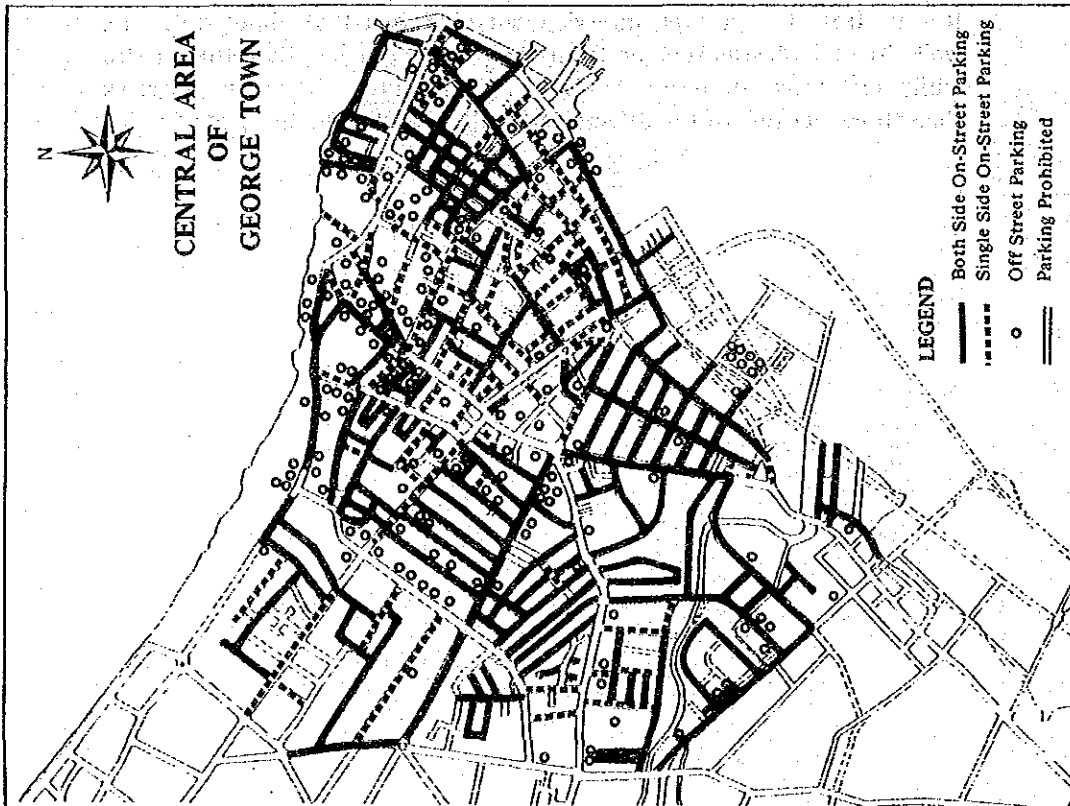 N
CENTRAL AREA
OF
GEORGE TOWN
LEGEND
Both Side On-Street Parking
Single Side On-Street Parking
Off Street Parking
Parking Prohibited